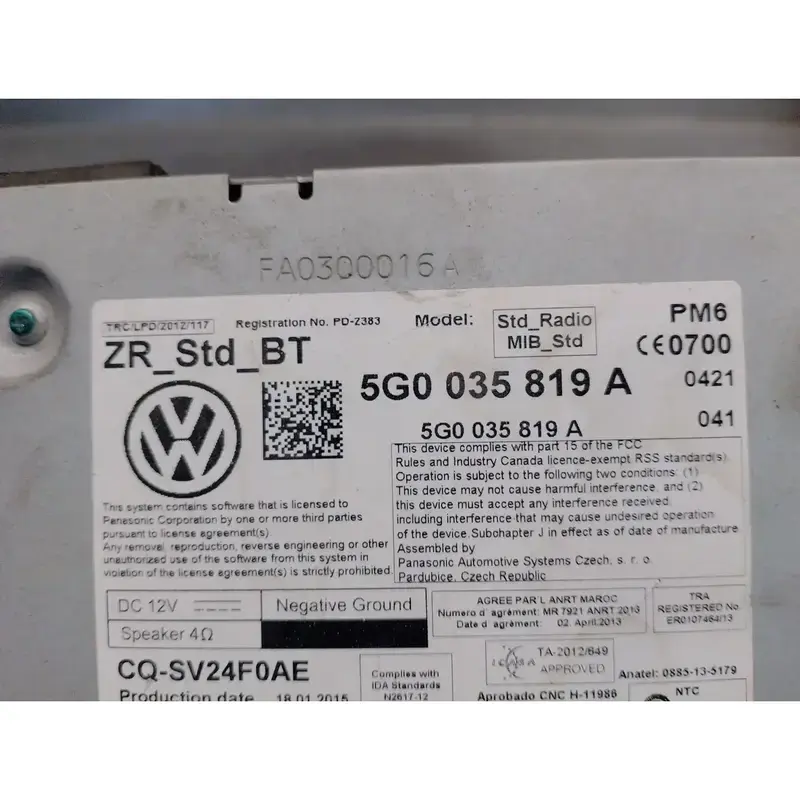 FA03Q0016A
TRC/LPD/2012/117
Registration No. PD-2383
Model:
Std_Radio
MIB_Std
PM6
ZR_Std_BT
CE0700
5G0 035 819 A
0421
5G0 035 819 A
041
This device complies with part 15 of the FCC
Rules and Industry Canada licence-exempt RSS standard(s).
Operation is subject to the following two conditions: (1)
This device may not cause harmful interference, and (2)
this device must accept any interference received,
including interference that may cause undesired operation
of the device.Subchapter J in effect as of date of manufacture
Assembled by
Panasonic Automotive Systems Czech, s. r. o.
Pardubice, Czech Republic
This system contains software that is licensed to
Panasonic Corporation by one or more third parties
pursuant to license agreement(s)
Any removal, reproduction, reverse engineering or other
unauthorized use of the software from this system in
violation of the license agreement(s) is strictly prohibited.
DC 12V
Negative Ground
Speaker 4Ω
AGREE PAR'L ANRT MAROC
Numero d'agrément: MR 7921 ANRT 2013
Date d'agrément: 02. April.2013
TRA
REGISTERED No.
ER0107464/13
CQ-SV24F0AE
Production date 18.01.2015
Complies with
IDA Standards
N2617-12
ICASA
TA-2012/649
APPROVED
Anatel: 0885-13-5179
Aprobado CNC H-11986
NTC